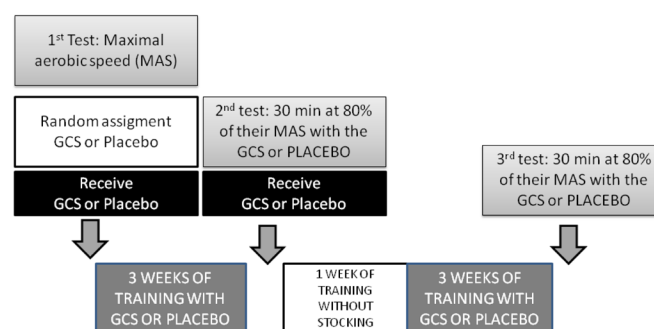 1st Test: Maximal
aerobic speed (MAS)
Random assigment
GCS or Placebo
Receive
GCS or Placebo
2nd test: 30 min at 80%
of their MAS with the
GCS or PLACEBO
Receive
GCS or Placebo
3rd test: 30 min at 80%
of their MAS with the
GCS or PLACEBO
3 WEEKS OF
TRAINING WITH
GCS OR PLACEBO
1 WEEK OF
TRAINING
WITHOUT
STOCKING
3 WEEKS OF
TRAINING WITH
GCS OR PLACEBO